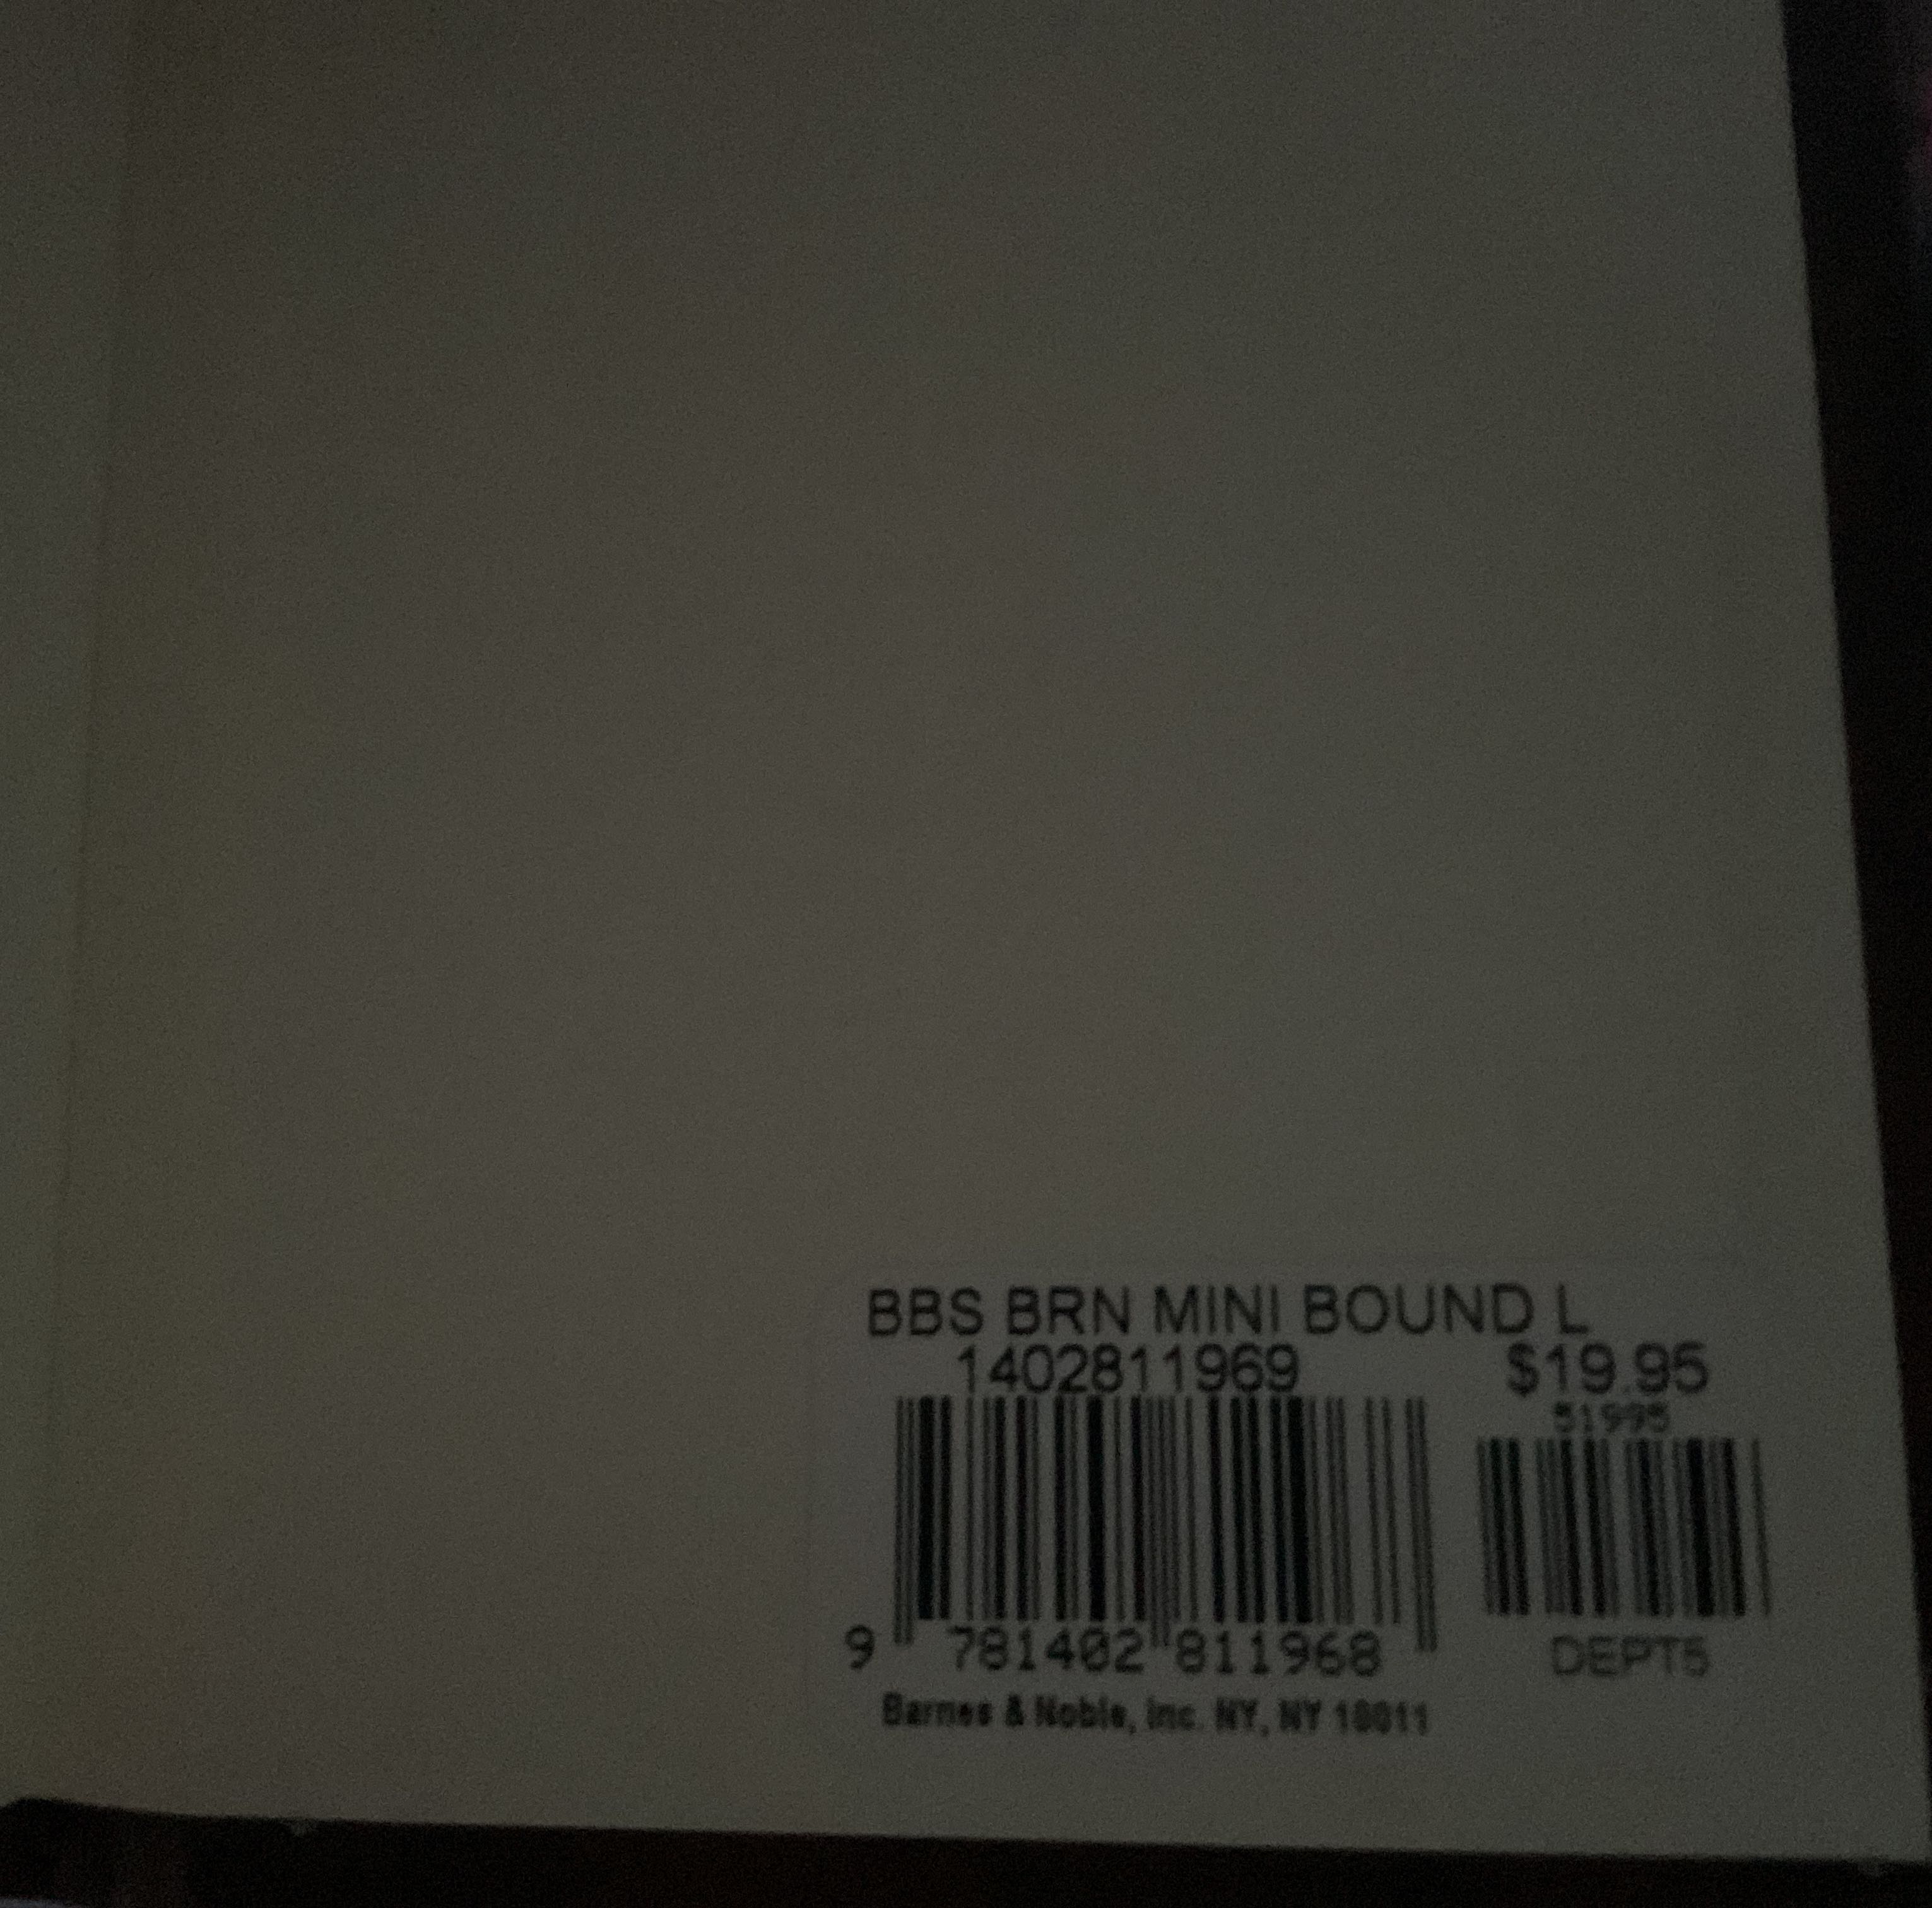 BBS BRN MINI BOUND L
1402811969 $19.95
51995
9 781402 811968
DEPT5
Barnes & Noble, Inc. NY, NY 10011